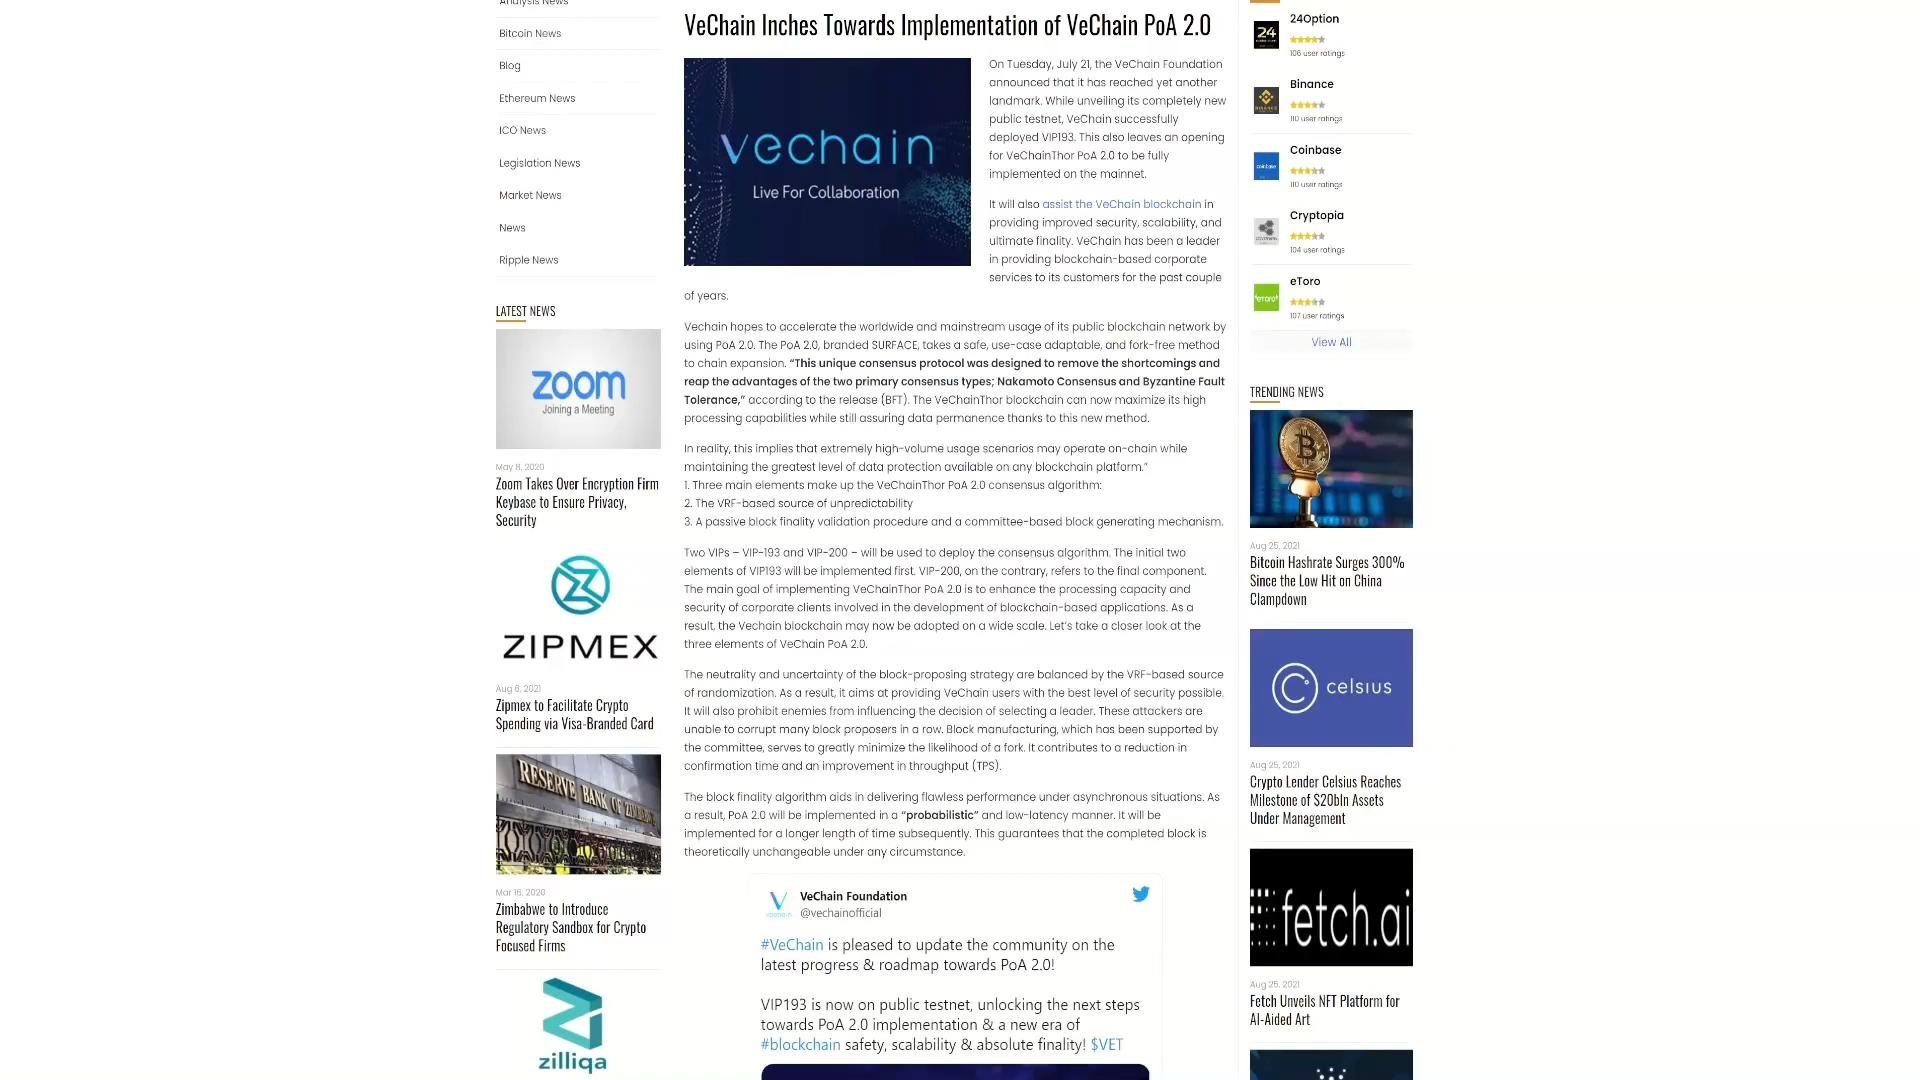 Analysis News
Bitcoin News
Blog
Ethereum News
ICO News
Legislation News
Market News
News
Ripple News
LATEST NEWS
zoom
Joining a Meeting
May 8, 2020
Zoom Takes Over Encryption Firm
Keybase to Ensure Privacy,
Security
ZIPMEX
Aug 6, 2021
Zipmex to Facilitate Crypto
Spending via Visa-Branded Card
RESERVE BANK OF ZIMBABWE
Mar 16, 2020
Zimbabwe to Introduce
Regulatory Sandbox for Crypto
Focused Firms
zilliqa
VeChain Inches Towards Implementation of VeChain PoA 2.0
vechain
Live For Collaboration
On Tuesday, July 21, the VeChain Foundation
announced that it has reached yet another
landmark. While unveiling its completely new
public testnet, VeChain successfully
deployed VIP193. This also leaves an opening
for VeChainThor PoA 2.0 to be fully
implemented on the mainnet.
It will also assist the VeChain blockchain in
providing improved security, scalability, and
ultimate finality. VeChain has been a leader
in providing blockchain-based corporate
services to its customers for the past couple
of years.
Vechain hopes to accelerate the worldwide and mainstream usage of its public blockchain network by
using PoA 2.0. The PoA 2.0, branded SURFACE, takes a safe, use-case adaptable, and fork-free method
to chain expansion. “This unique consensus protocol was designed to remove the shortcomings and
reap the advantages of the two primary consensus types; Nakamoto Consensus and Byzantine Fault
Tolerance,” according to the release (BFT). The VeChainThor blockchain can now maximize its high
processing capabilities while still assuring data permanence thanks to this new method.
In reality, this implies that extremely high-volume usage scenarios may operate on-chain while
maintaining the greatest level of data protection available on any blockchain platform.”
1. Three main elements make up the VeChainThor PoA 2.0 consensus algorithm:
2. The VRF-based source of unpredictability
3. A passive block finality validation procedure and a committee-based block generating mechanism.
Two VIPs – VIP-193 and VIP-200 – will be used to deploy the consensus algorithm. The initial two
elements of VIP193 will be implemented first. VIP-200, on the contrary, refers to the final component.
The main goal of implementing VeChainThor PoA 2.0 is to enhance the processing capacity and
security of corporate clients involved in the development of blockchain-based applications. As a
result, the Vechain blockchain may now be adopted on a wide scale. Let’s take a closer look at the
three elements of VeChain PoA 2.0.
The neutrality and uncertainty of the block-proposing strategy are balanced by the VRF-based source
of randomization. As a result, it aims at providing VeChain users with the best level of security possible.
It will also prohibit enemies from influencing the decision of selecting a leader. These attackers are
unable to corrupt many block proposers in a row. Block manufacturing, which has been supported by
the committee, serves to greatly minimize the likelihood of a fork. It contributes to a reduction in
confirmation time and an improvement in throughput (TPS).
The block finality algorithm aids in delivering flawless performance under asynchronous situations. As
a result, PoA 2.0 will be implemented in a “probabilistic” and low-latency manner. It will be
implemented for a longer length of time subsequently. This guarantees that the completed block is
theoretically unchangeable under any circumstance.
VeChain Foundation
@vechainofficial
#VeChain is pleased to update the community on the
latest progress & roadmap towards PoA 2.0!
VIP193 is now on public testnet, unlocking the next steps
towards PoA 2.0 implementation & a new era of
#blockchain safety, scalability & absolute finality! $VET
24
24Option
106 user ratings
Binance
110 user ratings
coinbase
Coinbase
110 user ratings
Cryptopia
104 user ratings
eToro
eToro
107 user ratings
View All
TRENDING NEWS
Aug 25, 2021
Bitcoin Hashrate Surges 300%
Since the Low Hit on China
Clampdown
celsius
Aug 25, 2021
Crypto Lender Celsius Reaches
Milestone of $20bln Assets
Under Management
fetch.ai
Aug 25, 2021
Fetch Unveils NFT Platform for
AI-Aided Art